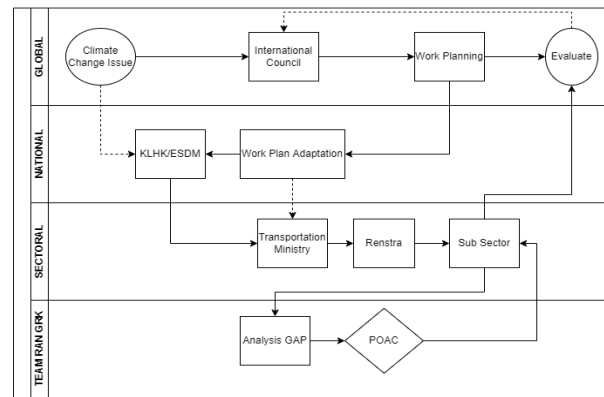 GLOBAL
Climate
Change Issue
International
Council
Work Planning
Evaluate
NATIONAL
KLHK/ESDM
Work Plan Adaptation
SECTORAL
Transportation
Ministry
Renstra
Sub Sector
TEAM RAN GRK
Analysis GAP
POAC